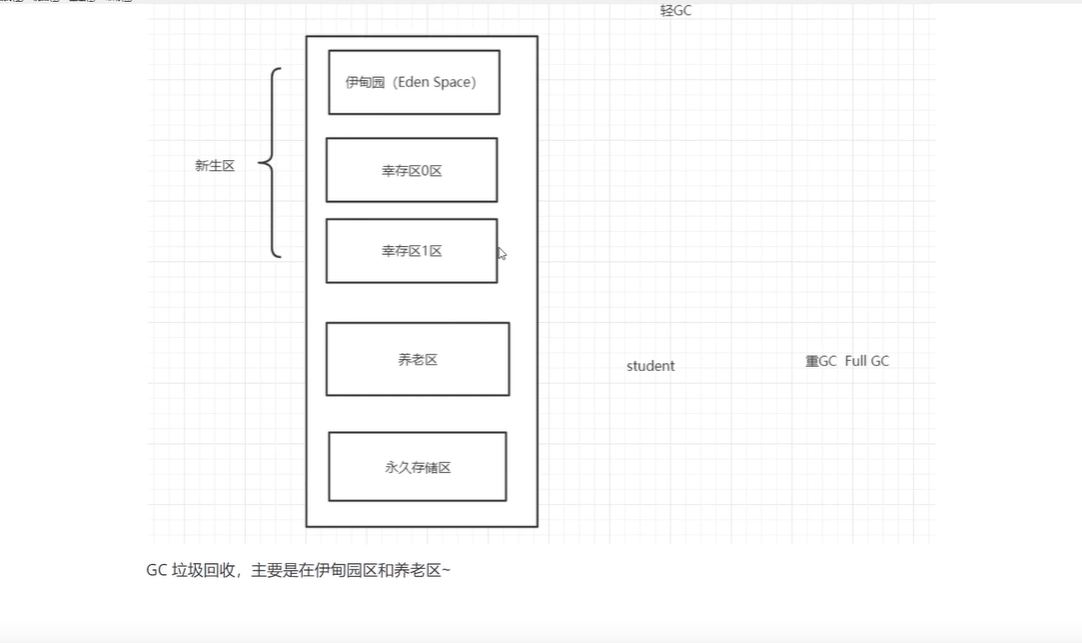 轻GC
伊甸园（Eden Space）
新生区
幸存区0区
幸存区1区
养老区
student
重GC Full GC
永久存储区
GC 垃圾回收，主要是在伊甸园区和养老区~